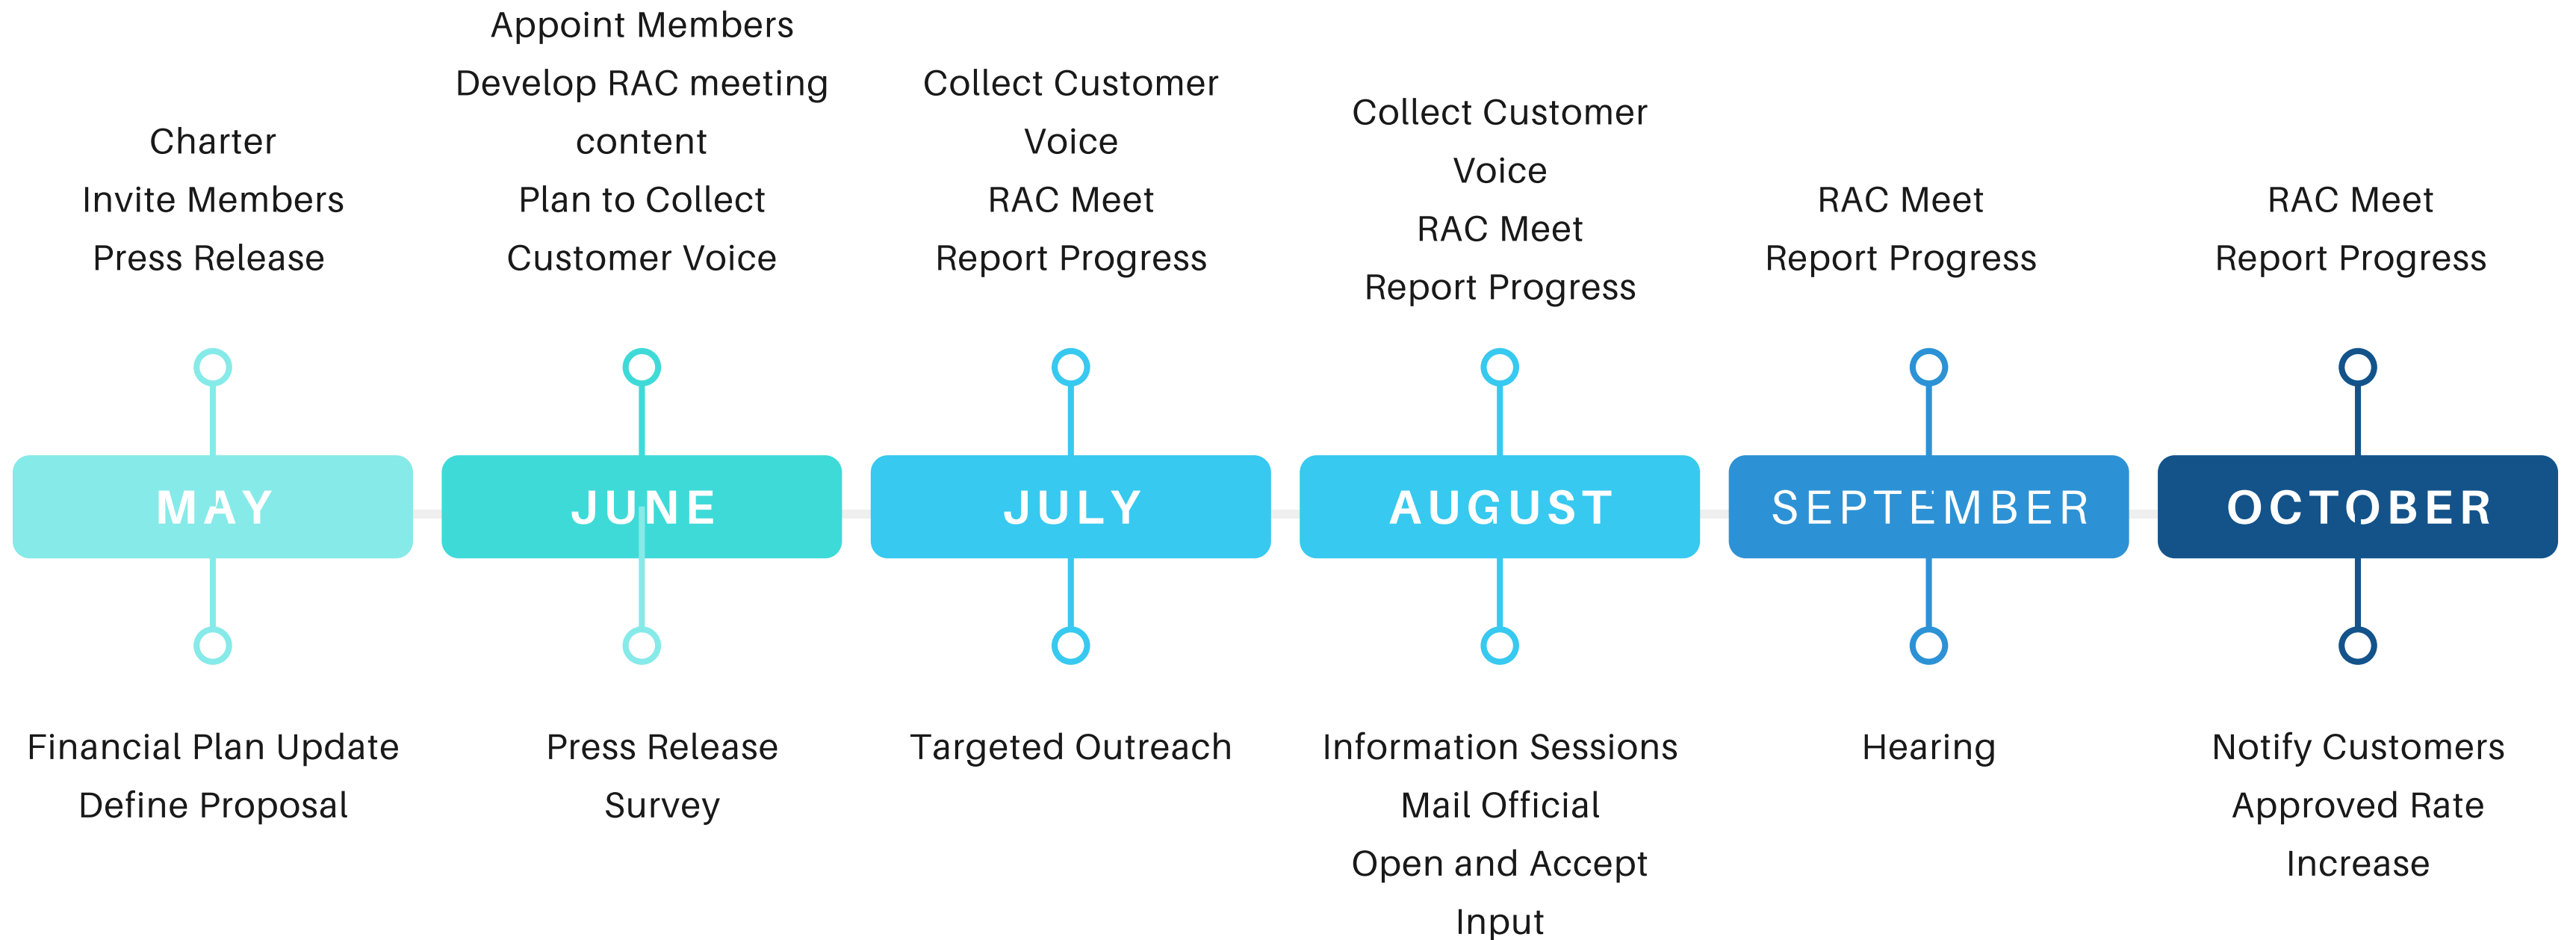 Charter
Invite Members
Press Release
Appoint Members
Develop RAC meeting
content
Plan to Collect
Customer Voice
Collect Customer
Voice
RAC Meet
Report Progress
Collect Customer
Voice
RAC Meet
Report Progress
RAC Meet
Report Progress
RAC Meet
Report Progress
MAY
JUNE
JULY
AUGUST
SEPTEMBER
OCTOBER
Financial Plan Update
Define Proposal
Press Release
Survey
Targeted Outreach
Information Sessions
Mail Official
Open and Accept
Input
Hearing
Notify Customers
Approved Rate
Increase